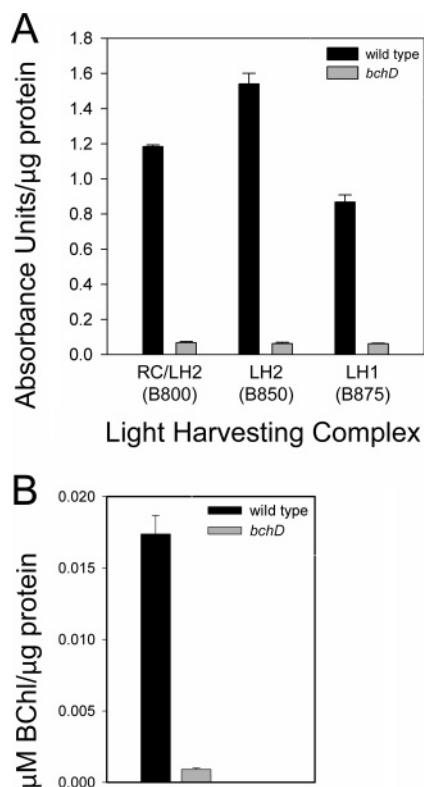 A
Absorbance Units/µg protein
1.8
1.6
1.4
1.2
1.0
0.8
0.6
0.4
0.2
0.0
wild type
bchD
RC/LH2 LH2 LH1
(B800) (B850) (B875)
Light Harvesting Complex
B
µM BChl/µg protein
0.020
0.015
0.010
0.005
0.000
wild type
bchD